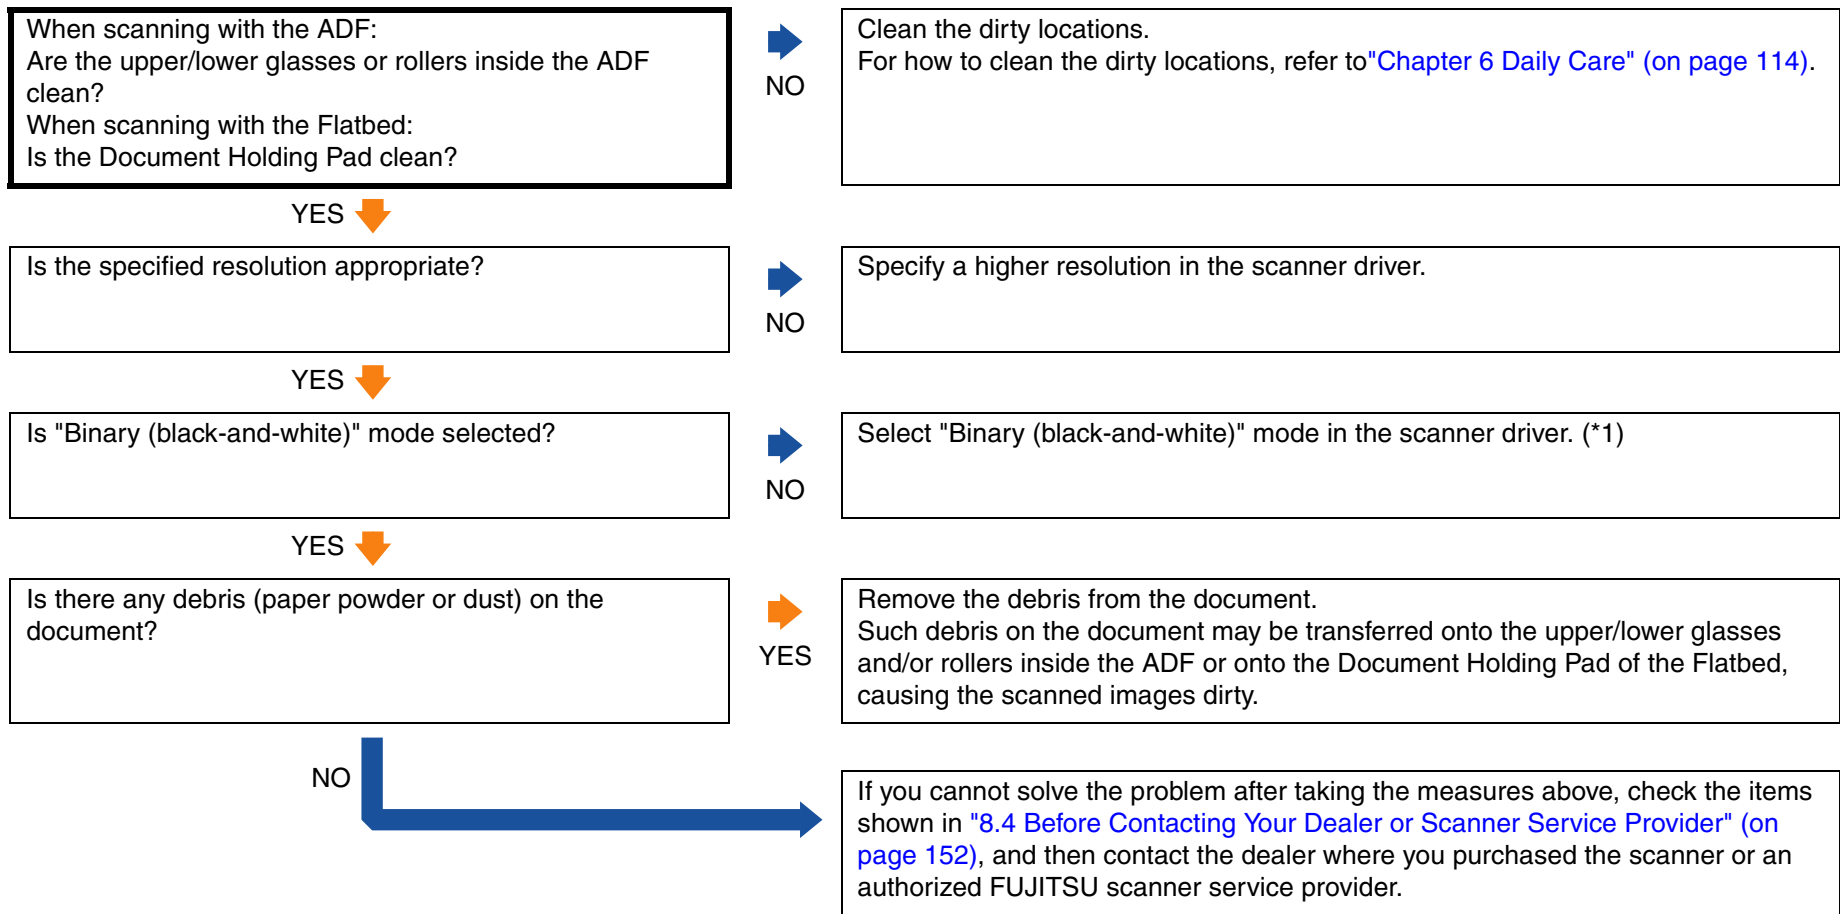 When scanning with the ADF:
Are the upper/lower glasses or rollers inside the ADF
clean?
When scanning with the Flatbed:
Is the Document Holding Pad clean?
NO
Clean the dirty locations.
For how to clean the dirty locations, refer to"Chapter 6 Daily Care" (on page 114).
YES
Is the specified resolution appropriate?
NO
Specify a higher resolution in the scanner driver.
YES
Is "Binary (black-and-white)" mode selected?
NO
Select "Binary (black-and-white)" mode in the scanner driver. (*1)
YES
Is there any debris (paper powder or dust) on the
document?
YES
Remove the debris from the document.
Such debris on the document may be transferred onto the upper/lower glasses
and/or rollers inside the ADF or onto the Document Holding Pad of the Flatbed,
causing the scanned images dirty.
NO
If you cannot solve the problem after taking the measures above, check the items
shown in "8.4 Before Contacting Your Dealer or Scanner Service Provider" (on
page 152), and then contact the dealer where you purchased the scanner or an
authorized FUJITSU scanner service provider.